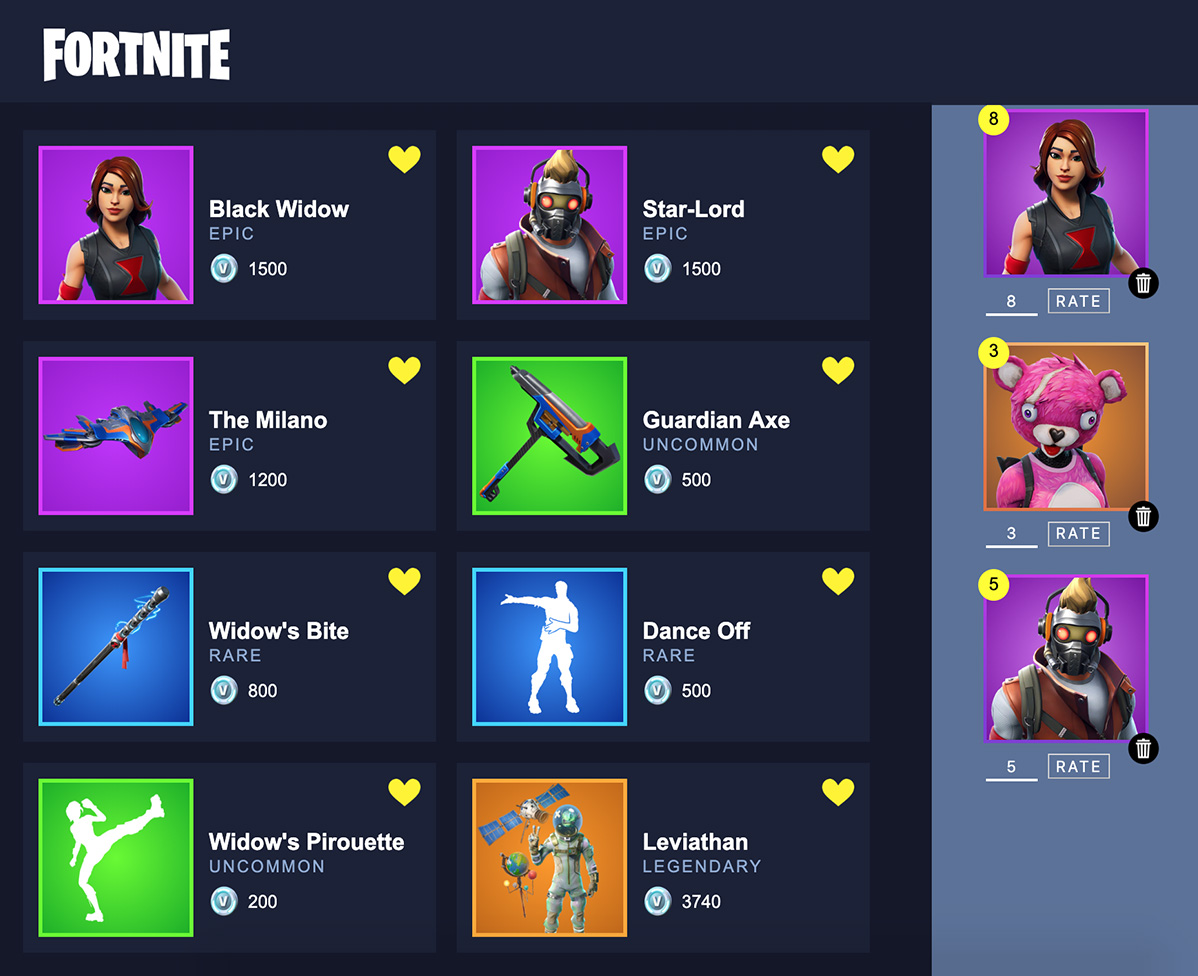 FORTNITE
Black Widow
EPIC
V 1500
Star-Lord
EPIC
V 1500
The Milano
EPIC
V 1200
Guardian Axe
UNCOMMON
V 500
Widow's Bite
RARE
V 800
Dance Off
RARE
V 500
Widow's Pirouette
UNCOMMON
V 200
Leviathan
LEGENDARY
V 3740
8
8 RATE
3
3 RATE
5
5 RATE